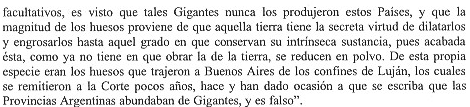 facultativos, es visto que tales Gigantes nunca los produjeron estos Países, y que la
magnitud de los huesos proviene de que aquella tierra tiene la secreta virtud de dilatarlos
y engrosarlos hasta aquel grado en que conservan su intrínseca sustancia, pues acabada
ésta, como ya no tiene en que obrar la de la tierra, se reducen en polvo. De esta propia
especie eran los huesos que trajeron a Buenos Aires de los confines de Luján, los cuales
se remitieron a la Corte pocos años, hace y han dado ocasión a que se escriba que las
Provincias Argentinas abundaban de Gigantes, y es falso”.